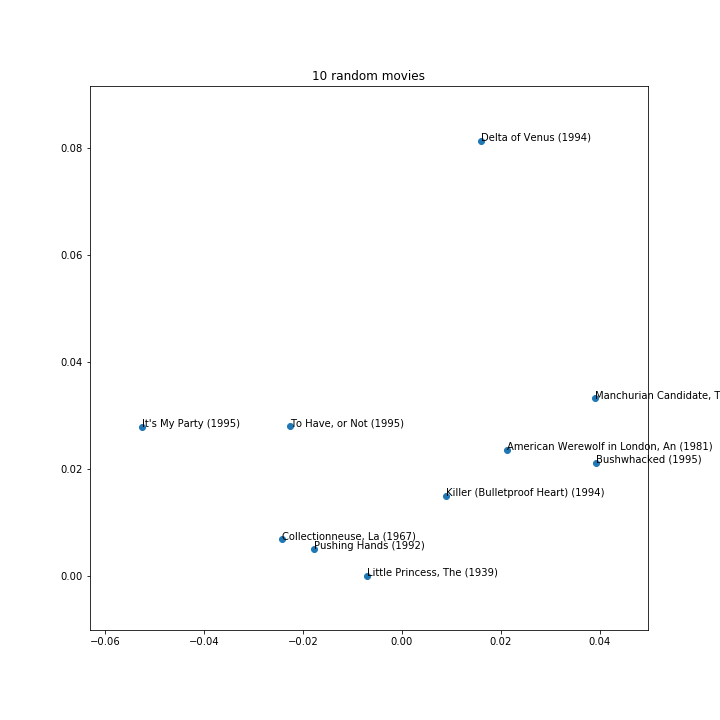 10 random movies
0.08
Delta of Venus (1994)
0.06
0.04
Manchurian Candidate, T
It's My Party (1995)
To Have, or Not (1995)
American Werewolf in London, An (1981)
Bushwhacked (1995)
0.02
Killer (Bulletproof Heart) (1994)
Collectionneuse, La (1967)
Pushing Hands (1992)
Little Princess, The (1939)
0.00
−0.06 −0.04 −0.02 0.00 0.02 0.04